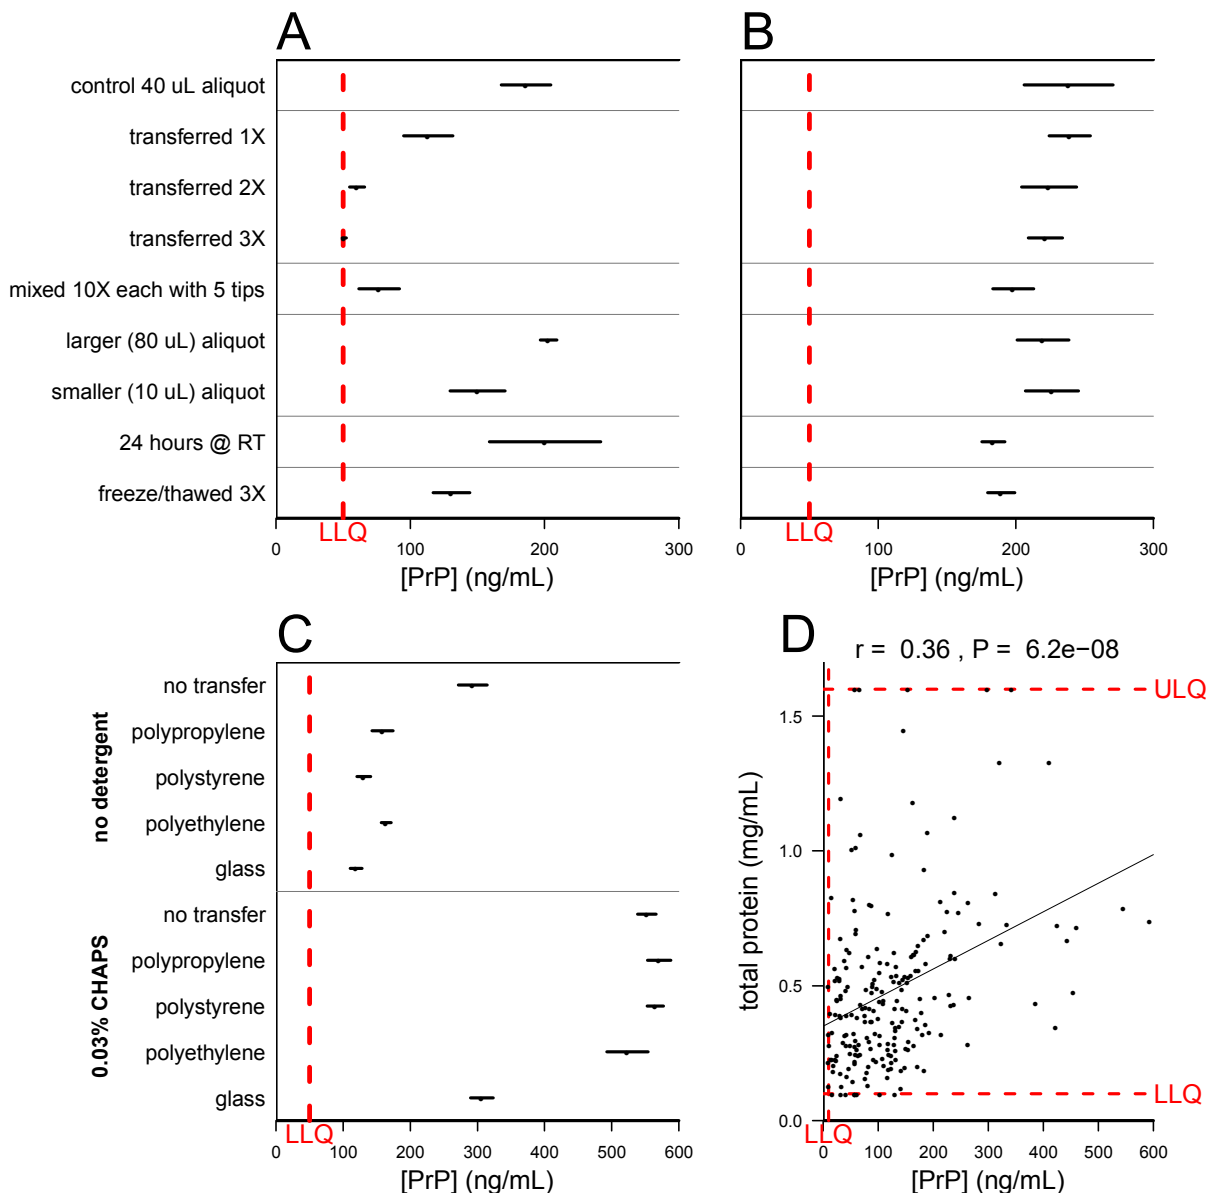 A
control 40 uL aliquot
transferred 1X
transferred 2X
transferred 3X
mixed 10X each with 5 tips
larger (80 uL) aliquot
smaller (10 uL) aliquot
24 hours @ RT
freeze/thawed 3X
LLQ
0 100 200 300
[PrP] (ng/mL)
B
LLQ
0 100 200 300
[PrP] (ng/mL)
C
no detergent
no transfer
polypropylene
polystyrene
polyethylene
glass
0.03% CHAPS
no transfer
polypropylene
polystyrene
polyethylene
glass
LLQ
0 100 200 300 400 500 600
[PrP] (ng/mL)
D
r = 0.36 , P = 6.2e−08
ULQ
total protein (mg/mL)
1.5
1.0
0.5
0.0
LLQ
LLQ
0 100 200 300 400 500 600
[PrP] (ng/mL)